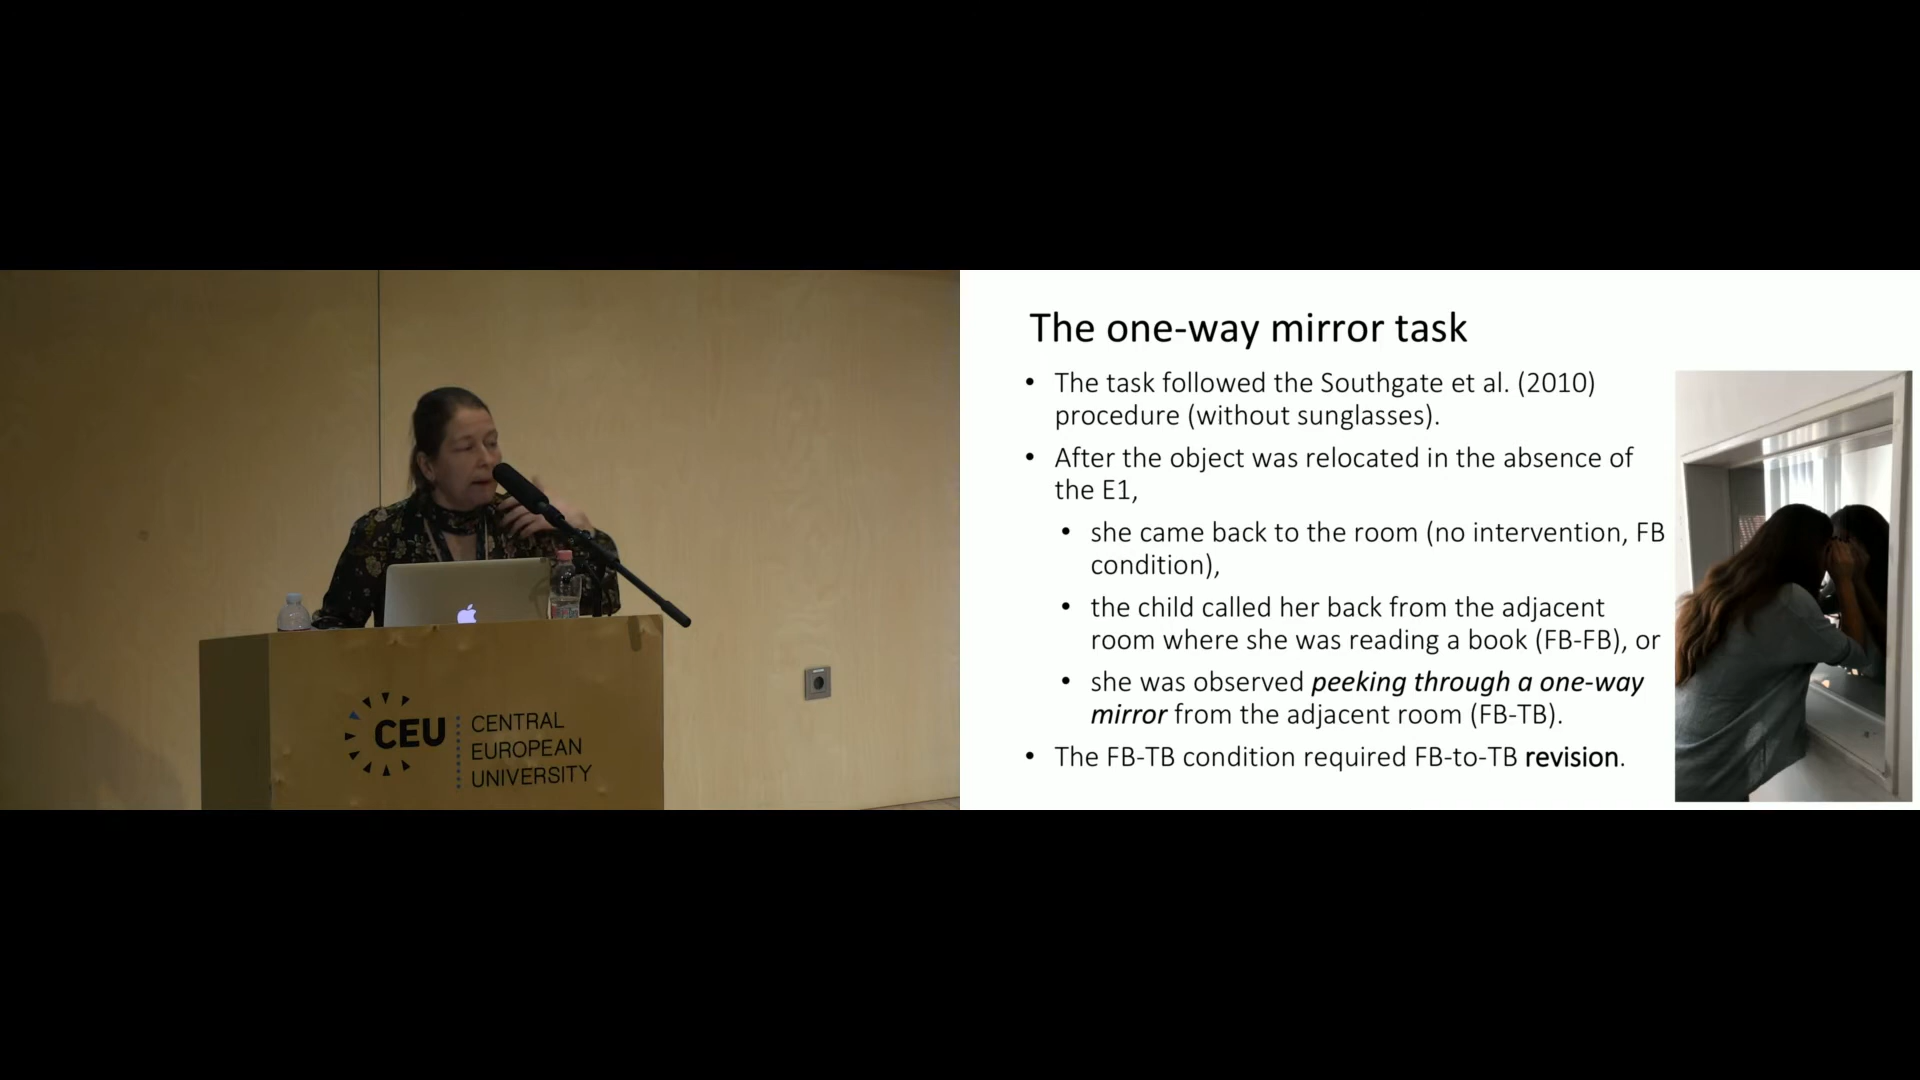 The one-way mirror task
• The task followed the Southgate et al. (2010)
procedure (without sunglasses).
• After the object was relocated in the absence of
the E1,
• she came back to the room (no intervention, FB
condition),
• the child called her back from the adjacent
room where she was reading a book (FB-FB), or
• she was observed peeking through a one-way
mirror from the adjacent room (FB-TB).
• The FB-TB condition required FB-to-TB revision.
CEU
CENTRAL
EUROPEAN
UNIVERSITY